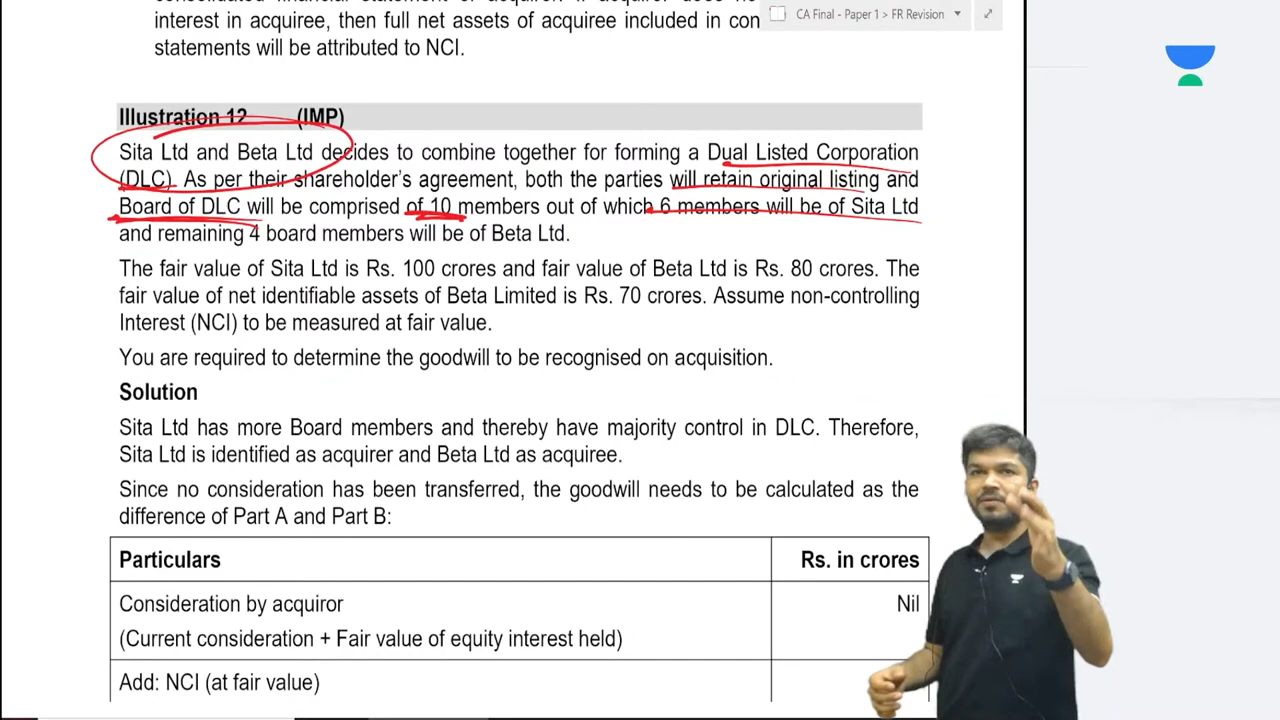 consolidated financial statement of acquirer. If acquirer does
interest in acquiree, then full net assets of acquiree included in con
statements will be attributed to NCI.
CA Final - Paper 1 > FR Revision
Illustration 12 (IMP)
Sita Ltd and Beta Ltd decides to combine together for forming a Dual Listed Corporation
(DLC). As per their shareholder's agreement, both the parties will retain original listing and
Board of DLC will be comprised of 10 members out of which 6 members will be of Sita Ltd
and remaining 4 board members will be of Beta Ltd.
The fair value of Sita Ltd is Rs. 100 crores and fair value of Beta Ltd is Rs. 80 crores. The
fair value of net identifiable assets of Beta Limited is Rs. 70 crores. Assume non-controlling
Interest (NCI) to be measured at fair value.
You are required to determine the goodwill to be recognised on acquisition.
Solution
Sita Ltd has more Board members and thereby have majority control in DLC. Therefore,
Sita Ltd is identified as acquirer and Beta Ltd as acquiree.
Since no consideration has been transferred, the goodwill needs to be calculated as the
difference of Part A and Part B:
Particulars Rs. in crores
Consideration by acquiror Nil
(Current consideration + Fair value of equity interest held)
Add: NCI (at fair value)